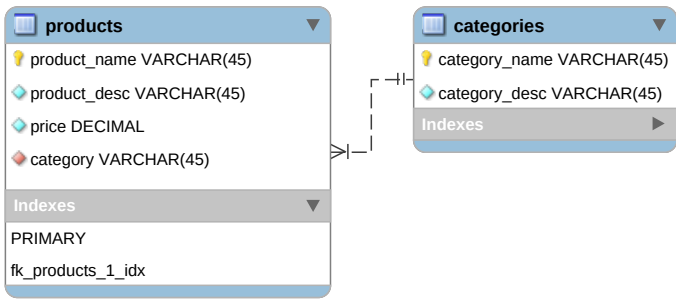 products
product_name VARCHAR(45)
product_desc VARCHAR(45)
price DECIMAL
category VARCHAR(45)
Indexes
PRIMARY
fk_products_1_idx
categories
category_name VARCHAR(45)
category_desc VARCHAR(45)
Indexes